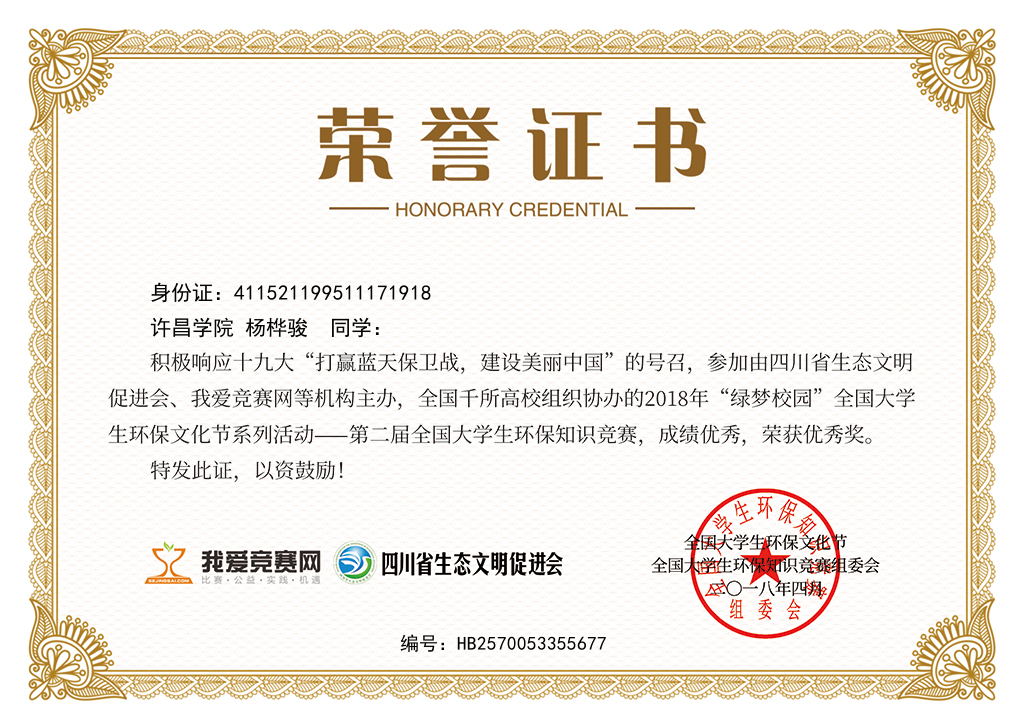 荣誉证书
HONORARY CREDENTIAL
身份证：411521199511171918
许昌学院 杨桦骏 同学：
积极响应十九大“打赢蓝天保卫战，建设美丽中国”的号召，参加由四川省生态文明
促进会、我爱竞赛网等机构主办，全国千所高校组织协办的2018年“绿梦校园”全国大学
生环保文化节系列活动——第二届全国大学生环保知识竞赛，成绩优秀，荣获优秀奖。
特发此证，以资鼓励！
我爱竞赛网
比赛·公益·实践·机遇
52JINGSAI.COM
四川省生态文明促进会
全国大学生环保文化节
全国大学生环保知识竞赛组委会
二〇一八年四月
全国大学生环保知识竞赛
组委会
编号：HB2570053355677